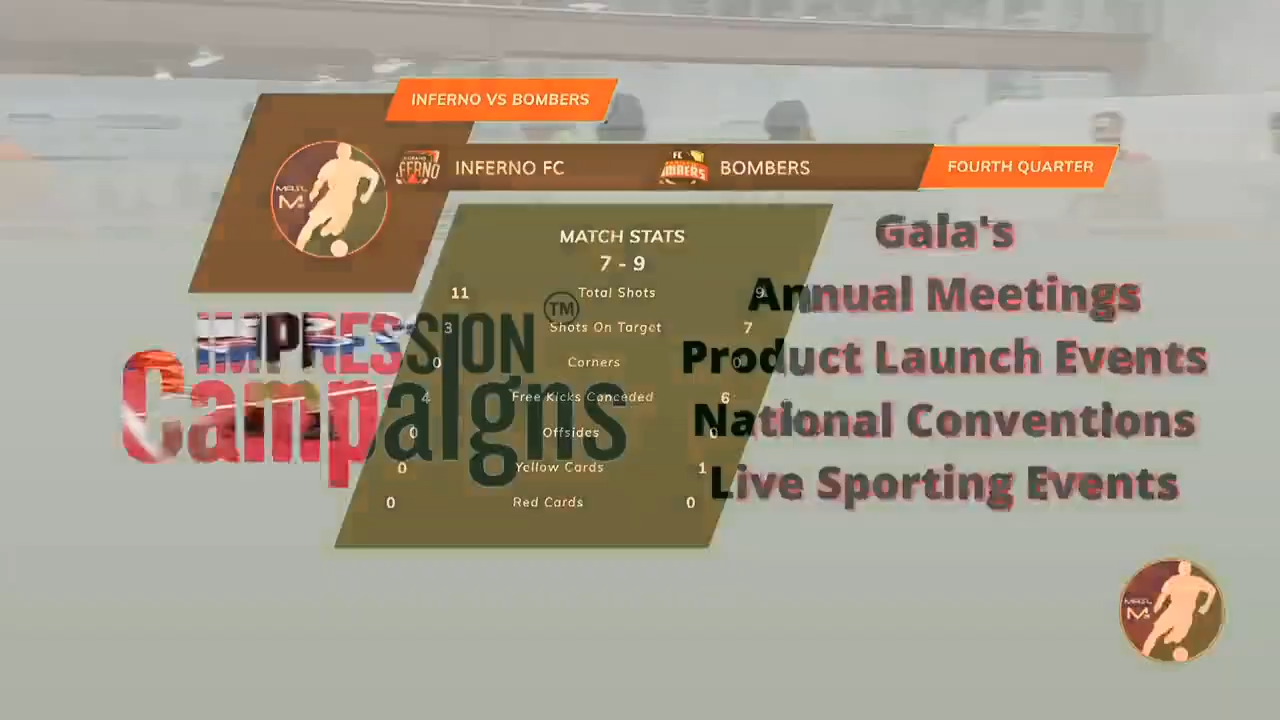 INFERNO VS BOMBERS
INFERNO FC
BOMBERS
FOURTH QUARTER
MATCH STATS
7 - 9
11 Total Shots 9
3 Shots On Target 7
0 Corners 0
4 Free Kicks Conceded 6
0 Offsides 0
0 Yellow Cards 1
0 Red Cards 0
IMPRESSION TM
Campaigns
Gala's
Annual Meetings
Product Launch Events
National Conventions
Live Sporting Events